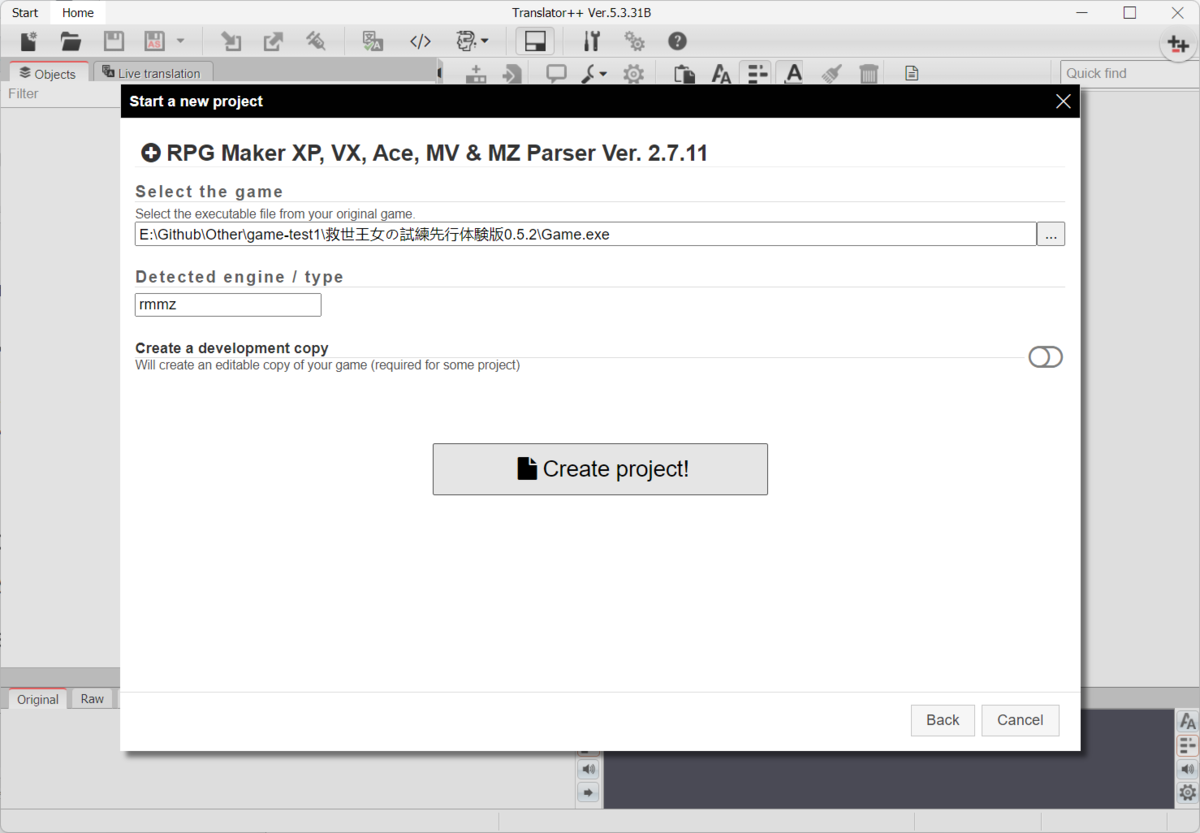 Start Home Translator++ Ver.5.3.31B
AS </> ?
Objects Live translation Quick find
Filter
Start a new project
RPG Maker XP, VX, Ace, MV & MZ Parser Ver. 2.7.11
Select the game
Select the executable file from your original game.
E:\Github\Other\game-test1\救世王女の試練先行体験版0.5.2\Game.exe ...
Detected engine / type
rmmz
Create a development copy
Will create an editable copy of your game (required for some project)
Create project!
Original Raw
Back Cancel